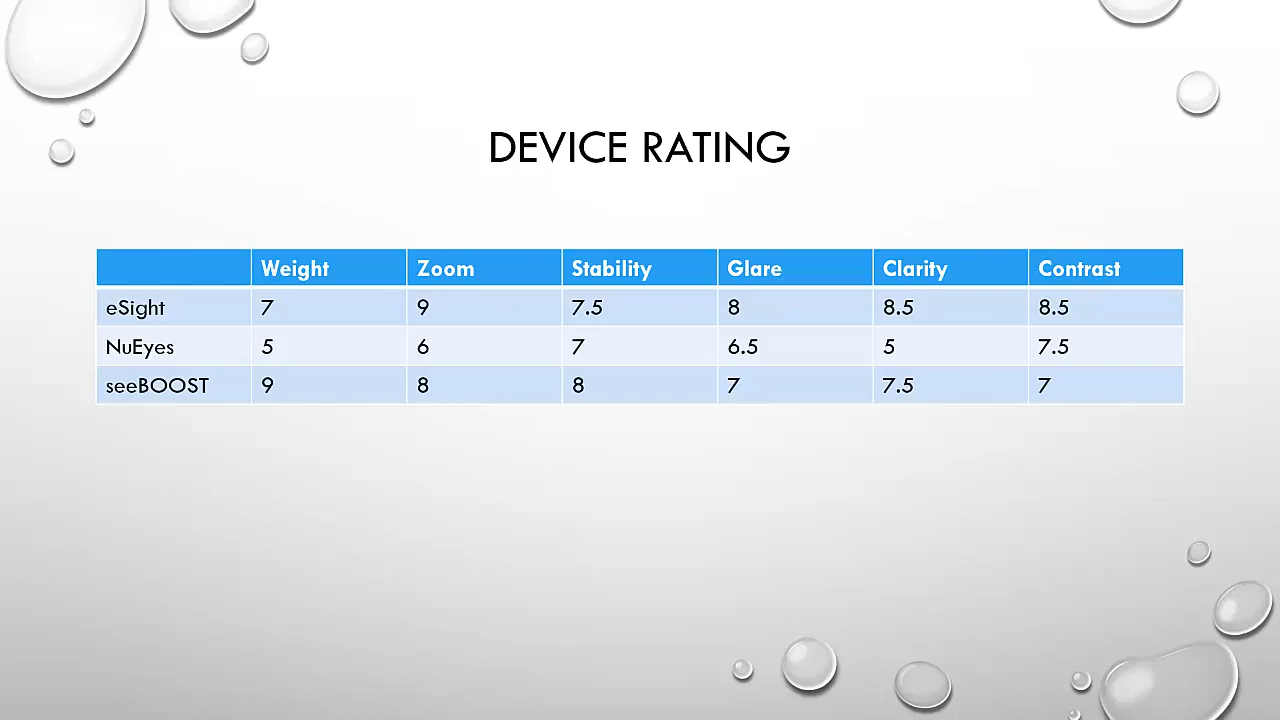 DEVICE RATING
Weight Zoom Stability Glare Clarity Contrast
eSight 7 9 7.5 8 8.5 8.5
NuEyes 5 6 7 6.5 5 7.5
seeBOOST 9 8 8 7 7.5 7